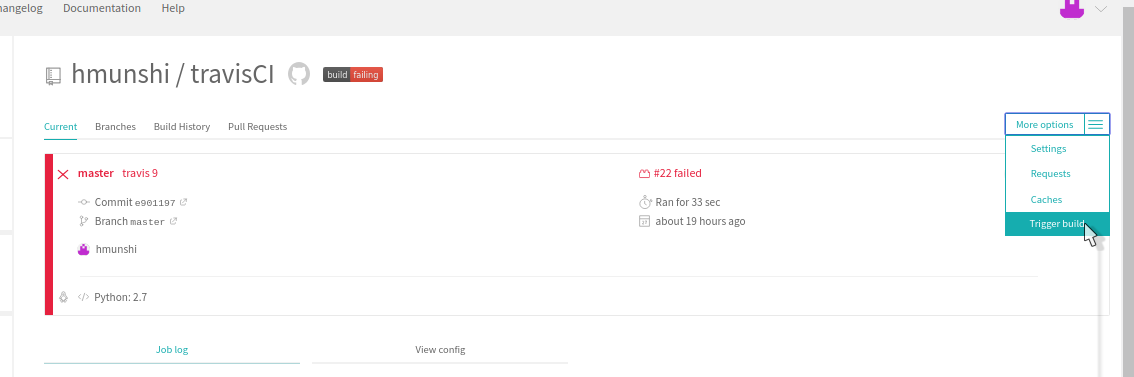 Documentation Help
hmunshi / travisCI build failing
Current Branches Build History Pull Requests
More options
Settings
Requests
Caches
Trigger build
master travis 9
Commit e901197
Branch master
hmunshi
Python: 2.7
#22 failed
Ran for 33 sec
about 19 hours ago
Job log View config